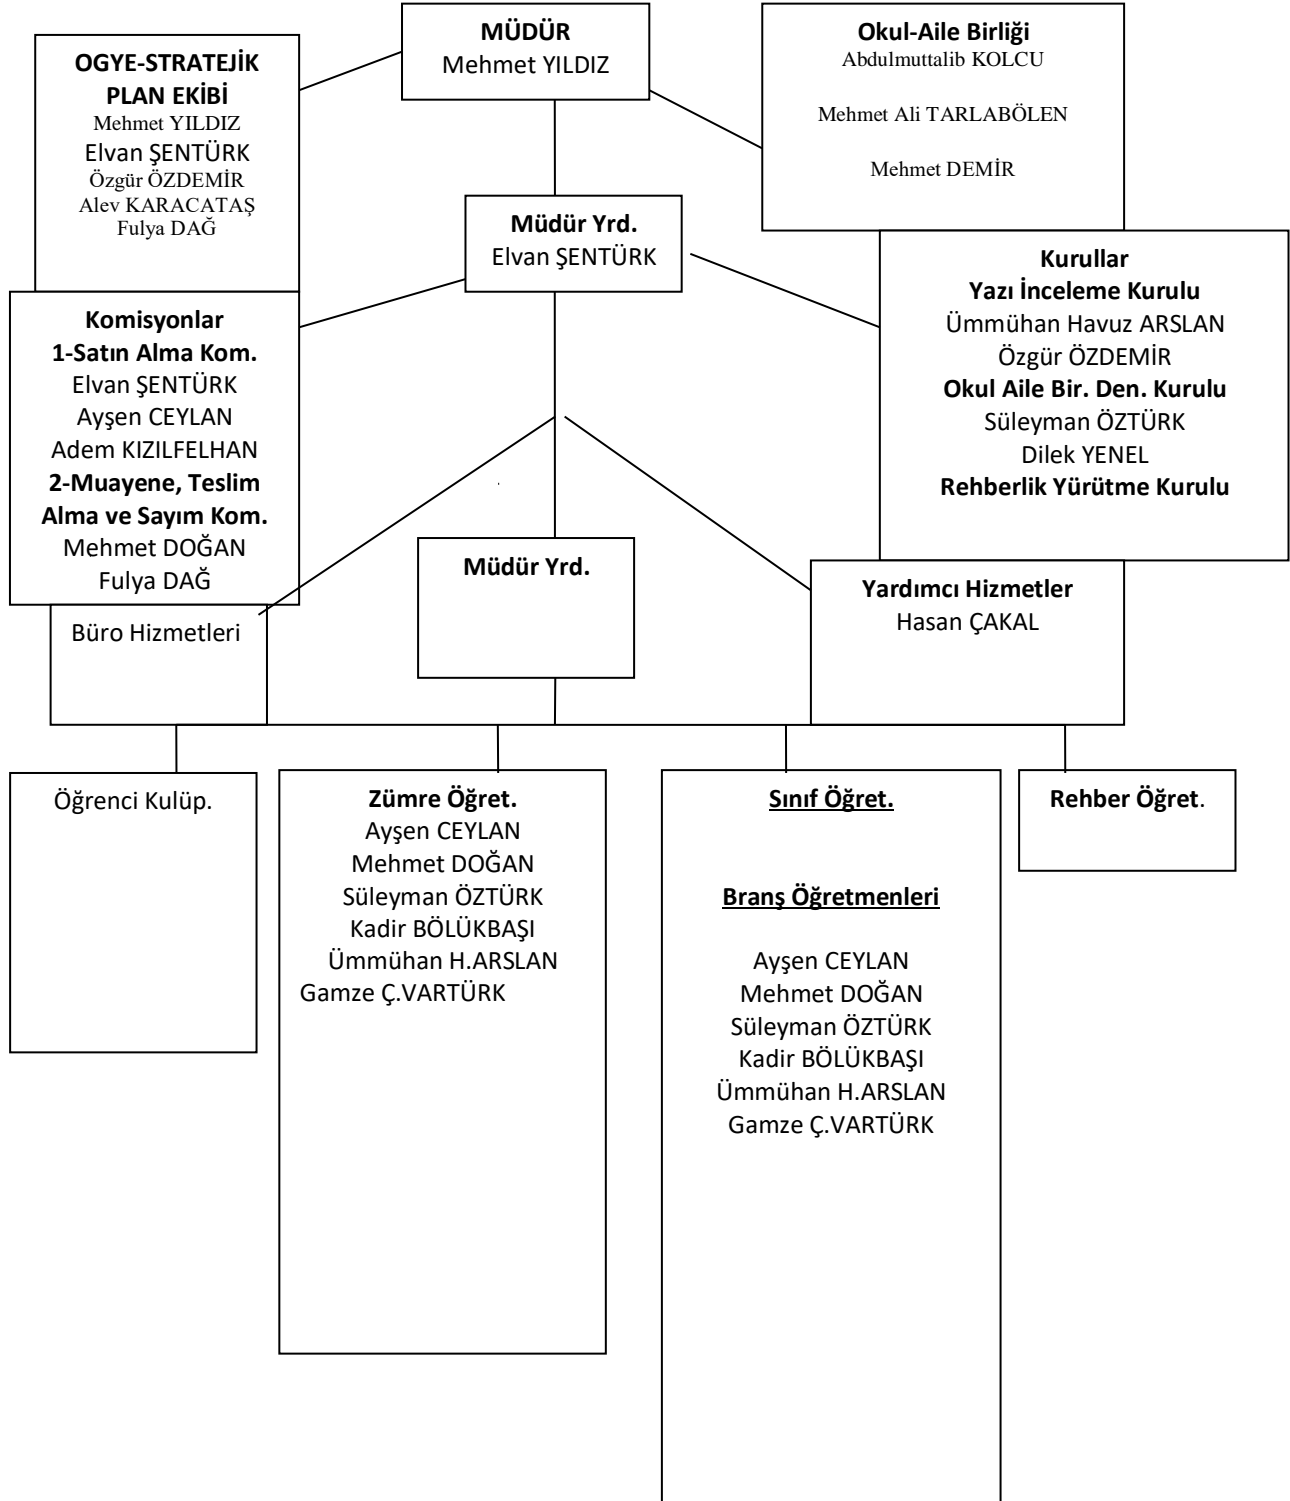 MÜDÜR
Mehmet YILDIZ
OGYE-STRATEJİK
PLAN EKİBİ
Mehmet YILDIZ
Elvan ŞENTÜRK
Özgür ÖZDEMİR
Alev KARACATAŞ
Fulya DAĞ
Okul-Aile Birliği
Abdulmuttalib KOLCU
Mehmet Ali TARLABÖLEN
Mehmet DEMİR
Müdür Yrd.
Elvan ŞENTÜRK
Komisyonlar
1-Satın Alma Kom.
Elvan ŞENTÜRK
Ayşen CEYLAN
Adem KIZILFELHAN
2-Muayene, Teslim
Alma ve Sayım Kom.
Mehmet DOĞAN
Fulya DAĞ
Kurullar
Yazı İnceleme Kurulu
Ümmühan Havuz ARSLAN
Özgür ÖZDEMİR
Okul Aile Bir. Den. Kurulu
Süleyman ÖZTÜRK
Dilek YENEL
Rehberlik Yürütme Kurulu
Büro Hizmetleri
Müdür Yrd.
Yardımcı Hizmetler
Hasan ÇAKAL
Öğrenci Kulüp.
Zümre Öğret.
Ayşen CEYLAN
Mehmet DOĞAN
Süleyman ÖZTÜRK
Kadir BÖLÜKBAŞI
Ümmühan H.ARSLAN
Gamze Ç.VARTÜRK
Sınıf Öğret.
Branş Öğretmenleri
Ayşen CEYLAN
Mehmet DOĞAN
Süleyman ÖZTÜRK
Kadir BÖLÜKBAŞI
Ümmühan H.ARSLAN
Gamze Ç.VARTÜRK
Rehber Öğret.